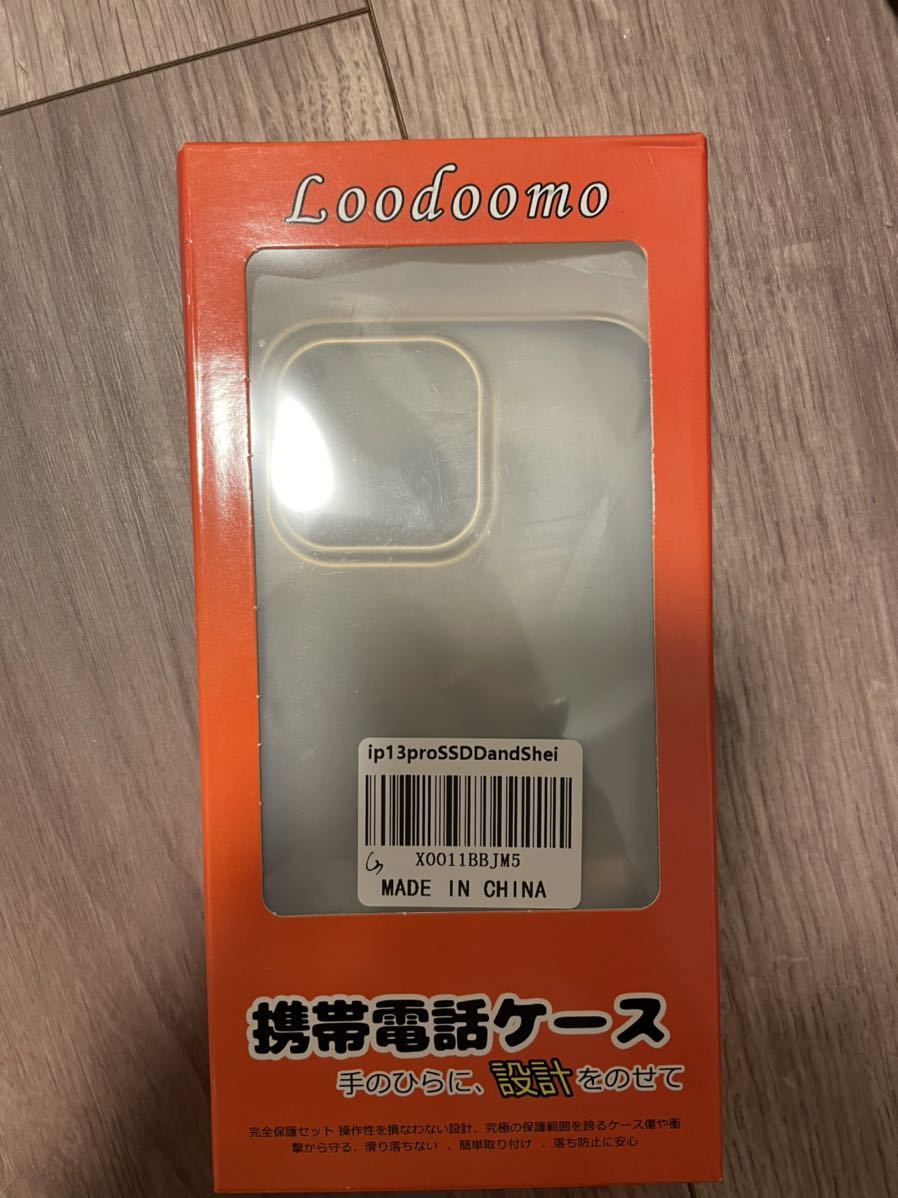 Loodoomo
ip13proSSDDandShei
X0011BBJM5
MADE IN CHINA
携帯電話ケース
手のひらに、設計をのせて
完全保護セット 操作性を損なわない設計、究極の保護範囲を誇るケース傷や衝
撃から守る、滑り落ちない 、簡単取り付け 、落ち防止に安心